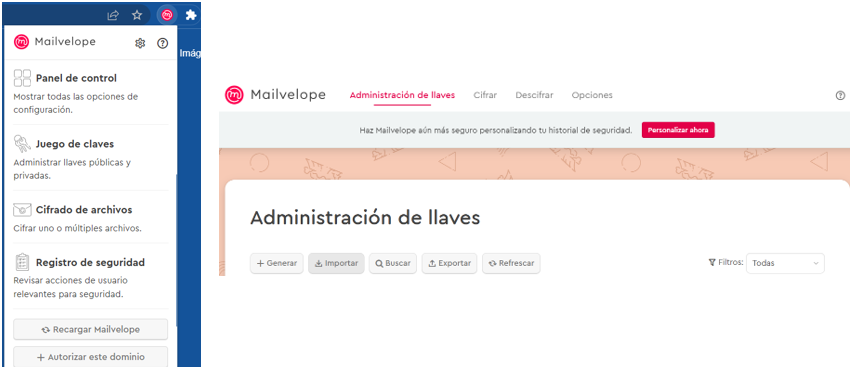 Imág
Mailvelope
Panel de control
Mostrar todas las opciones de
configuración.
Juego de claves
Administrar llaves públicas y
privadas.
Cifrado de archivos
Cifrar uno o múltiples archivos.
Registro de seguridad
Revisar acciones de usuario
relevantes para seguridad.
Recargar Mailvelope
Autorizar este dominio
Mailvelope Administración de llaves Cifrar Descifrar Opciones
Haz Mailvelope aún más seguro personalizando tu historial de seguridad. Personalizar ahora
Administración de llaves
Generar Importar Buscar Exportar Refrescar Filtros: Todas